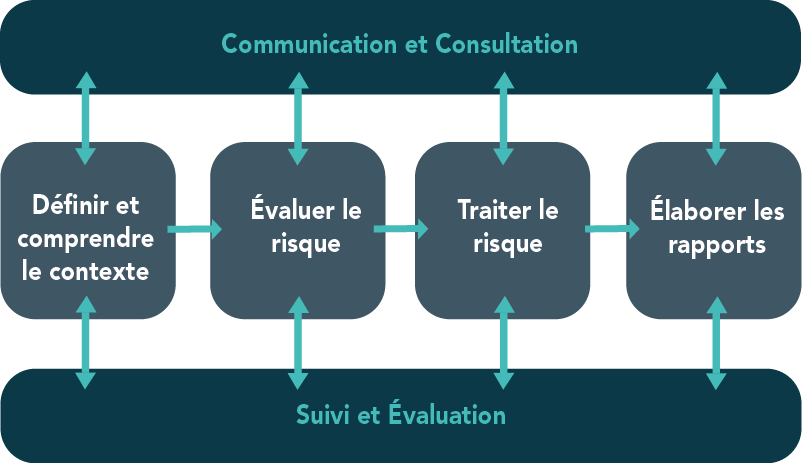 Communication et Consultation
Définir et
comprendre
le contexte
Évaluer le
risque
Traiter le
risque
Élaborer les
rapports
Suivi et Évaluation